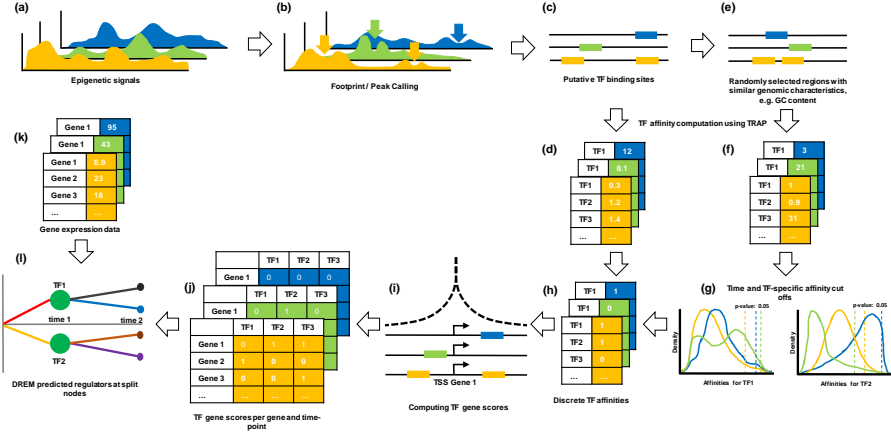 (a)
(b)
(c)
(e)
Epigenetic signals
Footprint / Peak Calling
Putative TF binding sites
Randomly selected regions with
similar genomic characteristics,
e.g. GC content
TF affinity computation using TRAP
(k)
Gene 1 95
Gene 1 43
Gene 1 0.9
Gene 2 23
Gene 3 18
... ...
Gene expression data
(d)
TF1 12
TF1 0.1
TF1 0.3
TF2 1.2
TF3 1.4
... ...
(f)
TF1 3
TF1 21
TF1 1
TF2 0.9
TF3 31
... ...
(l)
TF1
time 1
time 2
TF2
DREM predicted regulators at split
nodes
(j)
TF1 TF2 TF3
Gene 1 0 0 0
TF1 TF2 TF3
Gene 1 0 1 0
TF1 TF2 TF3
Gene 1 0 1 1
Gene 2 1 0 0
Gene 3 0 0 1
... ... ... ...
TF gene scores per gene and time-
point
(i)
TSS Gene 1
Computing TF gene scores
(h)
TF1 1
TF1 0
TF1 1
TF2 1
TF3 0
... ...
Discrete TF affinities
(g)
Time and TF-specific affinity cut
offs
p-value: 0.05
Density
Affinities for TF1
p-value: 0.05
Density
Affinities for TF2